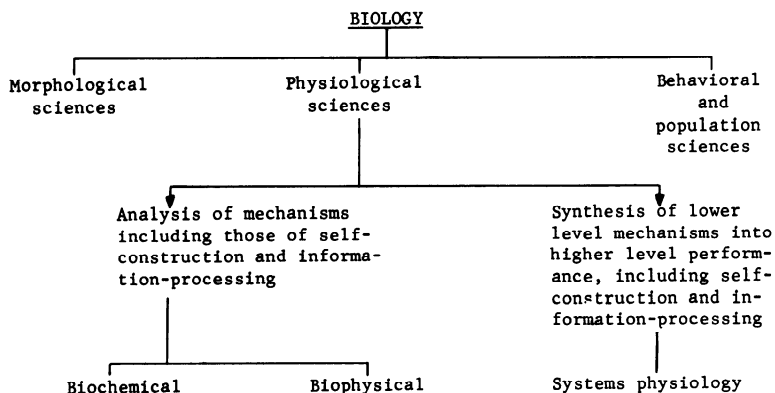 BIOLOGY
Morphological
sciences
Physiological
sciences
Behavioral
and
population
sciences
Analysis of mechanisms
including those of self-
construction and informa-
tion-processing
Synthesis of lower
level mechanisms into
higher level perform-
ance, including self-
construction and in-
formation-processing
Biochemical
Biophysical
Systems physiology